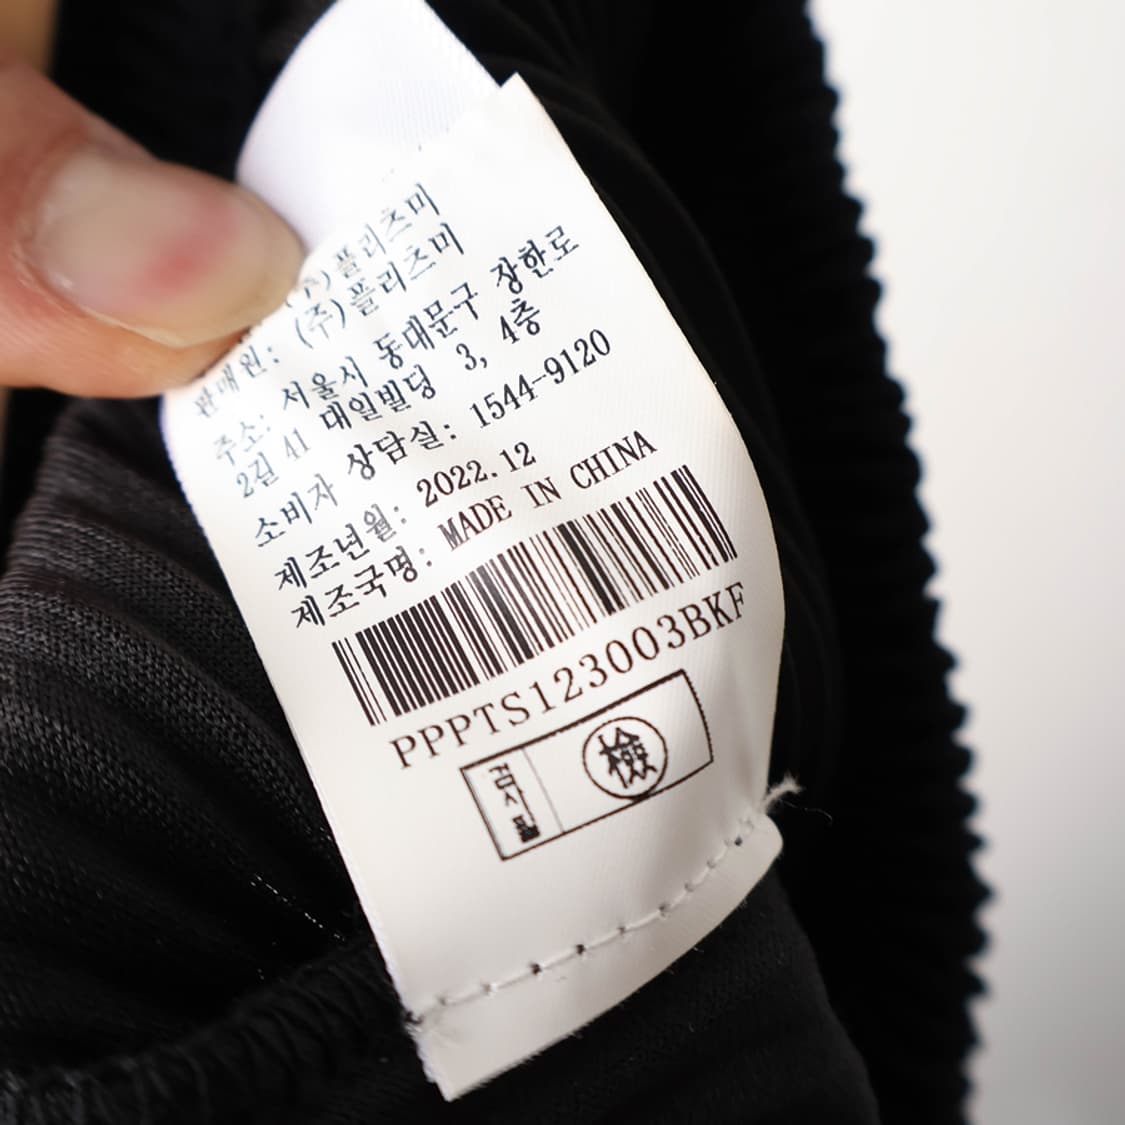 (주)플리츠미
판매원: (주)플리츠미
주소: 서울시 동대문구 장한로
2길 41 대일빌딩 3, 4층
소비자 상담실: 1544-9120
제조년월: 2022.12
제조국명: MADE IN CHINA
PPPTS123003BKF
검사필
檢